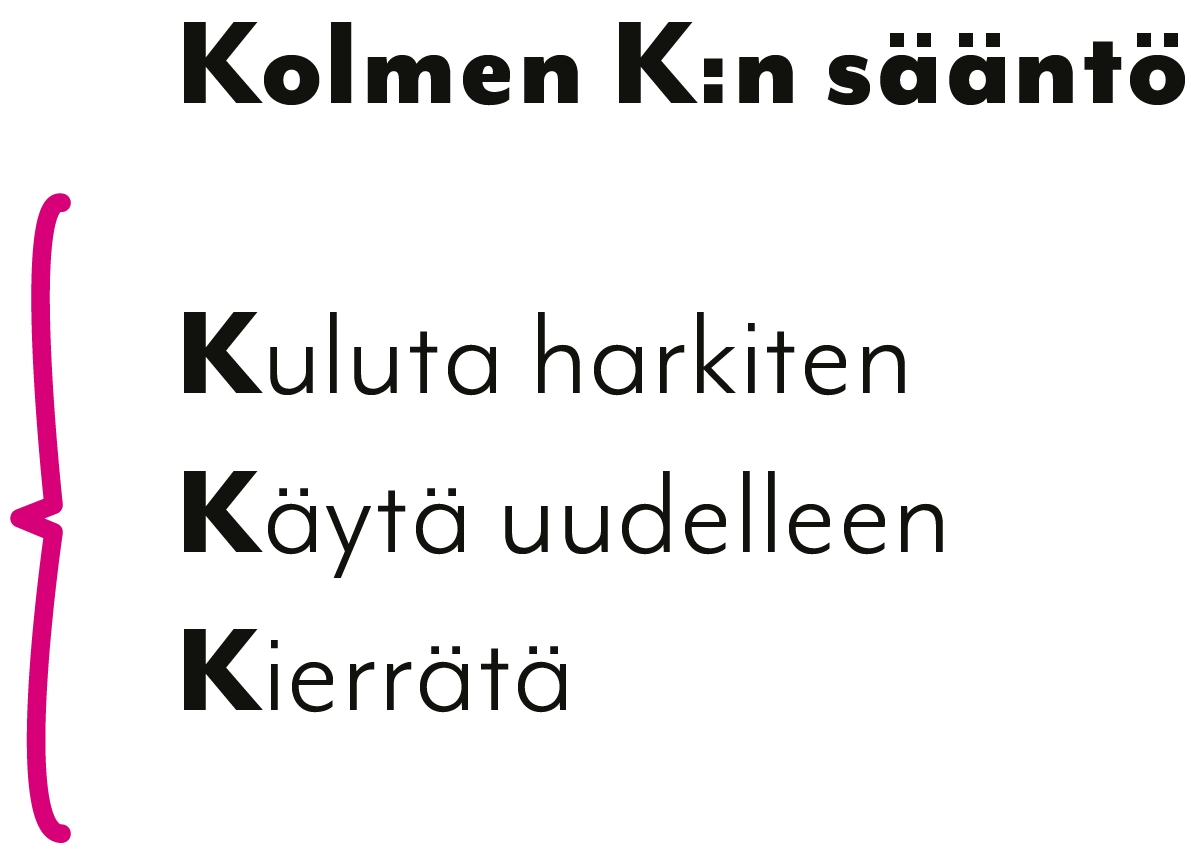 Kolmen K:n sääntö
Kuluta harkiten
Käytä uudelleen
Kierrätä